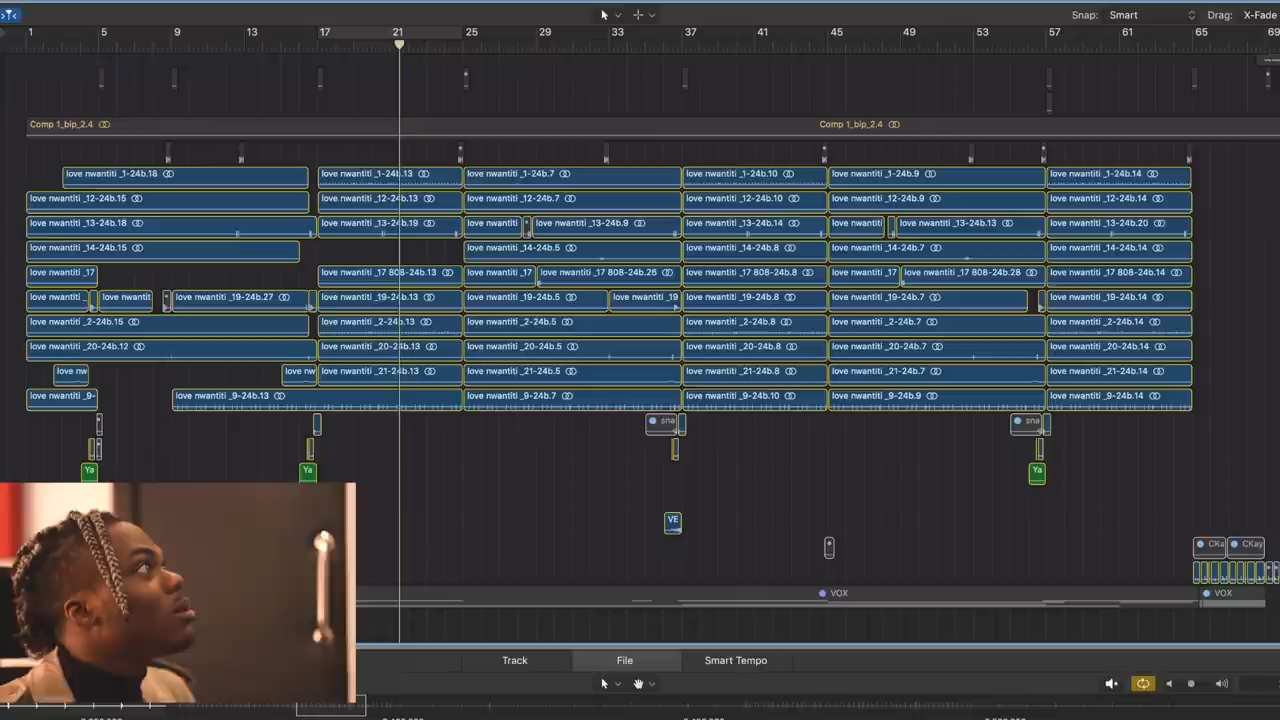 Snap: Smart Drag: X-Fade
1 5 9 13 17 21 25 29 33 37 41 45 49 53 57 61 65 69
Comp 1_bip_2.4 Comp 1_bip_2.4
love nwantiti _1-24b.18 love nwantiti _1-24b.13 love nwantiti _1-24b.7 love nwantiti _1-24b.10 love nwantiti _1-24b.9 love nwantiti _1-24b.14
love nwantiti _12-24b.15 love nwantiti _12-24b.13 love nwantiti _12-24b.7 love nwantiti _12-24b.10 love nwantiti _12-24b.9 love nwantiti _12-24b.14
love nwantiti _13-24b.18 love nwantiti _13-24b.19 love nwantiti love nwantiti _13-24b.9 love nwantiti _13-24b.14 love nwantiti love nwantiti _13-24b.13 love nwantiti _13-24b.20
love nwantiti _14-24b.15 love nwantiti _14-24b.5 love nwantiti _14-24b.8 love nwantiti _14-24b.7 love nwantiti _14-24b.14
love nwantiti _17 love nwantiti _17 808-24b.13 love nwantiti _17 love nwantiti _17 808-24b.26 love nwantiti _17 808-24b.8 love nwantiti _17 love nwantiti _17 808-24b.28 love nwantiti _17 808-24b.14
love nwantiti _ love nwantiti love nwantiti _19-24b.27 love nwantiti _19-24b.13 love nwantiti _19-24b.5 love nwantiti _19 love nwantiti _19-24b.8 love nwantiti _19-24b.7 love nwantiti _19-24b.14
love nwantiti _2-24b.15 love nwantiti _2-24b.13 love nwantiti _2-24b.5 love nwantiti _2-24b.8 love nwantiti _2-24b.7 love nwantiti _2-24b.14
love nwantiti _20-24b.12 love nwantiti _20-24b.13 love nwantiti _20-24b.5 love nwantiti _20-24b.8 love nwantiti _20-24b.7 love nwantiti _20-24b.14
love nw love nw love nwantiti _21-24b.13 love nwantiti _21-24b.5 love nwantiti _21-24b.8 love nwantiti _21-24b.7 love nwantiti _21-24b.14
love nwantiti _9- love nwantiti _9-24b.13 love nwantiti _9-24b.7 love nwantiti _9-24b.10 love nwantiti _9-24b.9 love nwantiti _9-24b.14
sna sna
Ya Ya Ya
VE
CKa CKay
VOX VOX
Track File Smart Tempo